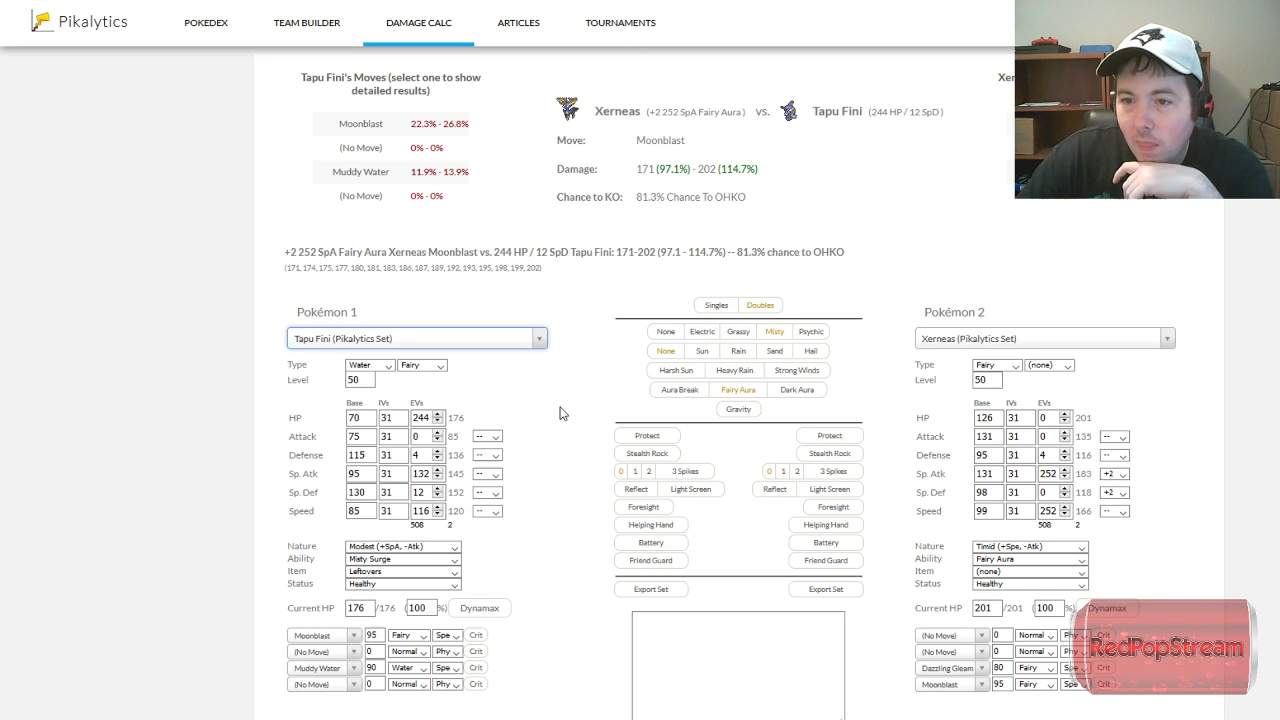 Pikalytics POKEDEX TEAM BUILDER DAMAGE CALC ARTICLES TOURNAMENTS
Tapu Fini's Moves (select one to show
detailed results)
Moonblast 22.3% - 26.8%
(No Move) 0% - 0%
Muddy Water 11.9% - 13.9%
(No Move) 0% - 0%
Xerneas (+2 252 SpA Fairy Aura ) VS. Tapu Fini (244 HP / 12 SpD )
Move: Moonblast
Damage: 171 (97.1%) - 202 (114.7%)
Chance to KO: 81.3% Chance To OHKO
+2 252 SpA Fairy Aura Xerneas Moonblast vs. 244 HP / 12 SpD Tapu Fini: 171-202 (97.1 - 114.7%) -- 81.3% chance to OHKO
(171, 174, 175, 177, 180, 181, 183, 186, 187, 189, 192, 193, 195, 198, 199, 202)
Pokémon 1
Tapu Fini (Pikalytics Set)
Type Water Fairy
Level 50
Base IVs EVs
HP 70 31 244 176
Attack 75 31 0 85 --
Defense 115 31 4 136 --
Sp. Atk 95 31 132 145 --
Sp. Def 130 31 12 152 --
Speed 85 31 116 120 --
508 2
Nature Modest (+SpA, -Atk)
Ability Misty Surge
Item Leftovers
Status Healthy
Current HP 176 /176 (100 %) Dynamax
Moonblast 95 Fairy Spe Crit
(No Move) 0 Normal Phy Crit
Muddy Water 90 Water Spe Crit
(No Move) 0 Normal Phy Crit
Singles Doubles
None Electric Grassy Misty Psychic
None Sun Rain Sand Hail
Harsh Sun Heavy Rain Strong Winds
Aura Break Fairy Aura Dark Aura
Gravity
Protect Protect
Stealth Rock Stealth Rock
0 1 2 3 Spikes 0 1 2 3 Spikes
Reflect Light Screen Reflect Light Screen
Foresight Foresight
Helping Hand Helping Hand
Battery Battery
Friend Guard Friend Guard
Export Set Export Set
Pokémon 2
Xerneas (Pikalytics Set)
Type Fairy (none)
Level 50
Base IVs EVs
HP 126 31 0 201
Attack 131 31 0 135 --
Defense 95 31 4 116 --
Sp. Atk 131 31 252 183 +2
Sp. Def 98 31 0 118 +2
Speed 99 31 252 166 --
508 2
Nature Timid (+Spe, -Atk)
Ability Fairy Aura
Item (none)
Status Healthy
Current HP 201 /201 (100 %) Dynamax
(No Move) 0 Normal Phy Crit
(No Move) 0 Normal Phy Crit
Dazzling Gleam 80 Fairy Spe Crit
Moonblast 95 Fairy Spe Crit
RedPopStream